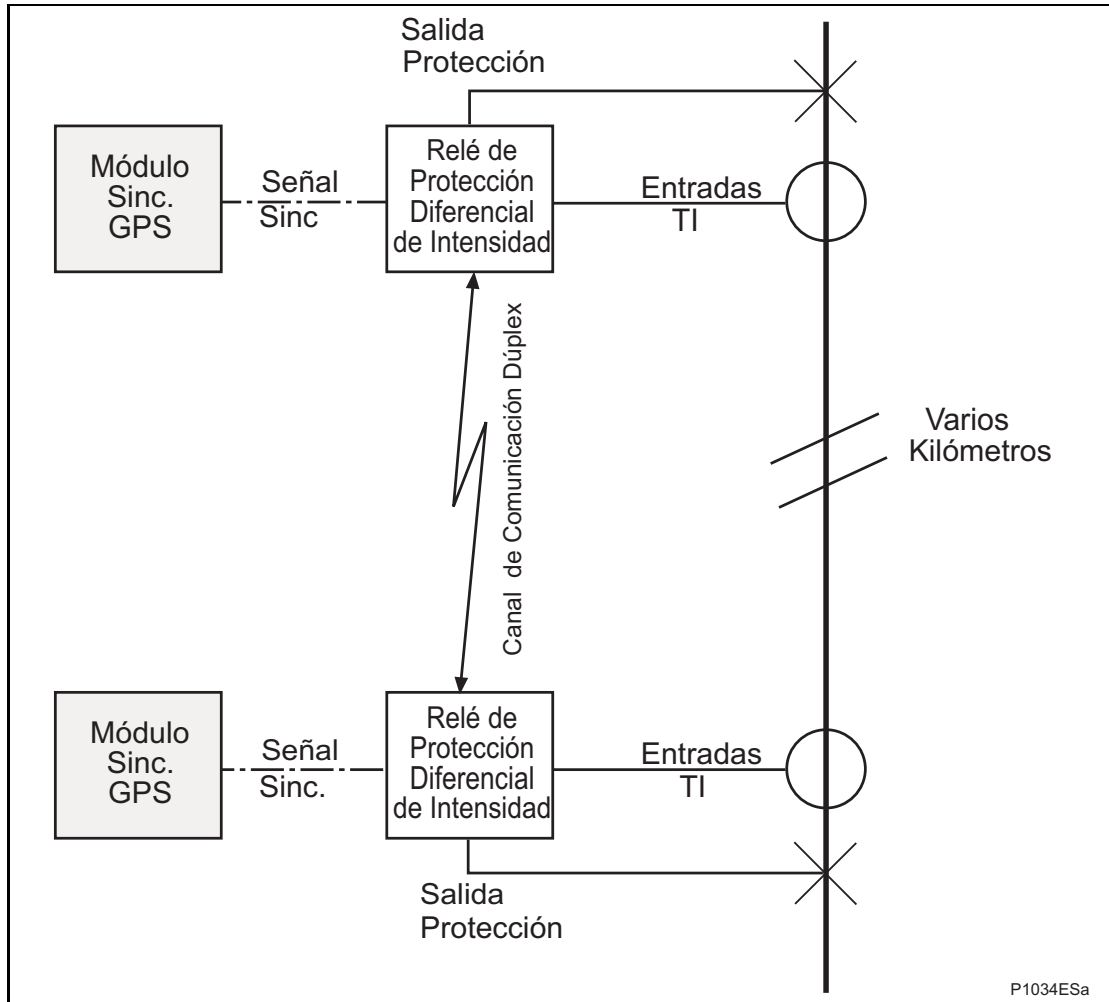 Salida
Protección
Módulo
Sinc.
GPS
Señal
Sinc
Relé de
Protección
Diferencial
de Intensidad
Entradas
TI
Canal de Comunicación Dúplex
Varios
Kilómetros
Módulo
Sinc.
GPS
Señal
Sinc.
Relé de
Protección
Diferencial
de Intensidad
Entradas
TI
Salida
Protección
P1034ESa